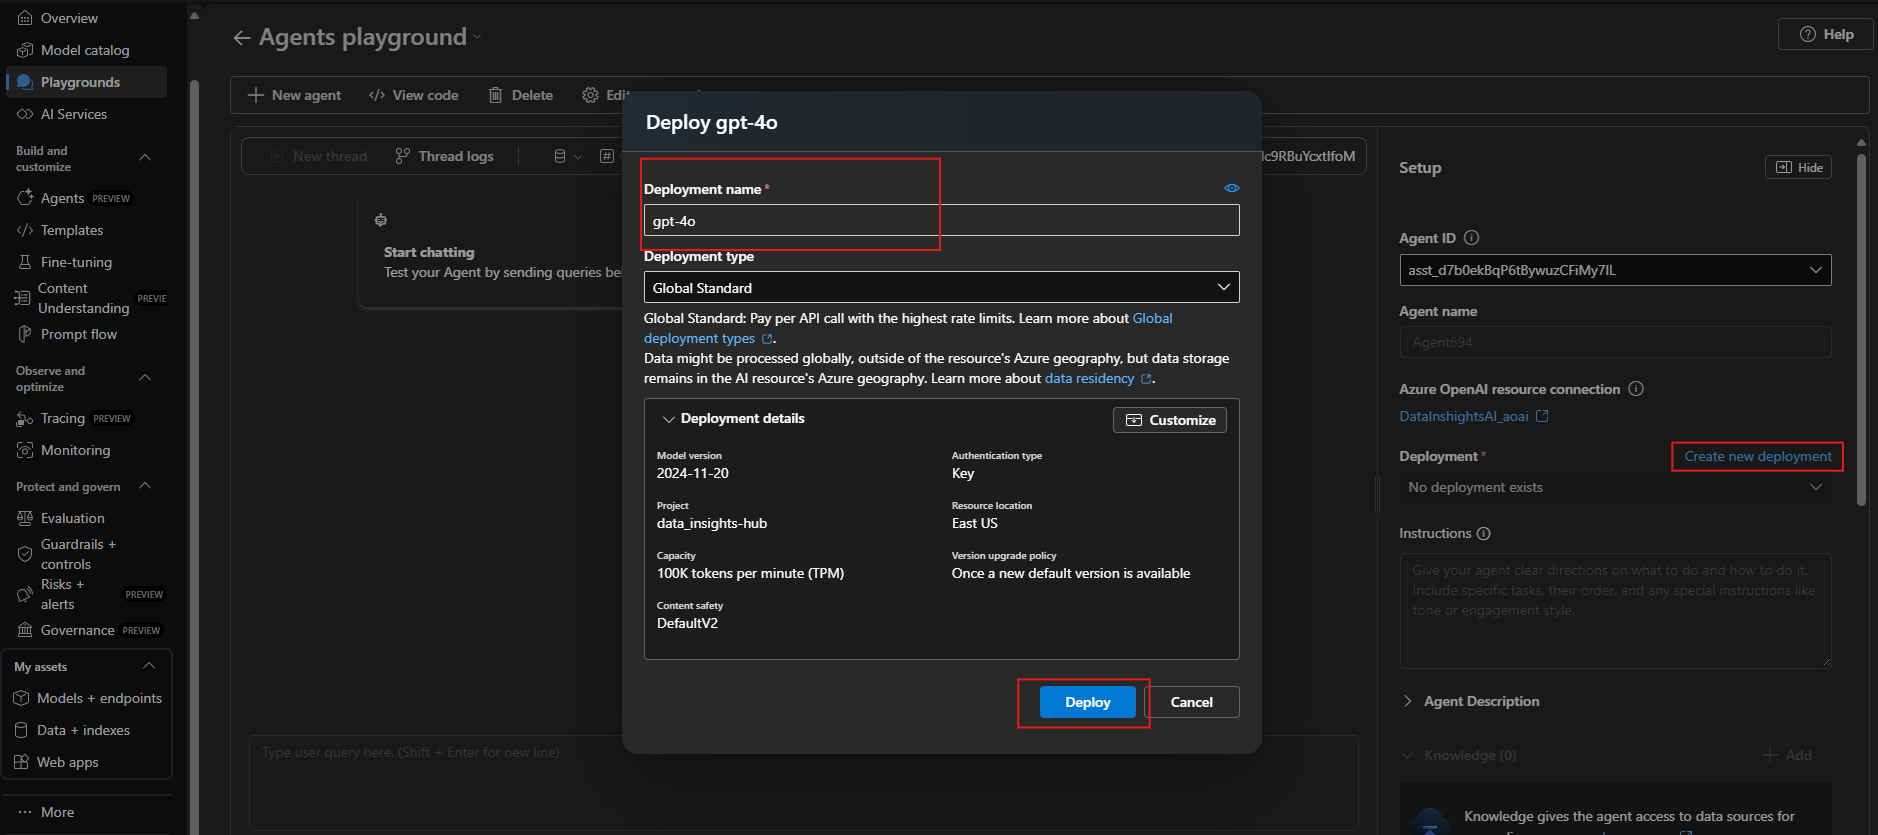 Overview
Model catalog
Playgrounds
AI Services
Build and
customize
Agents PREVIEW
Templates
Fine-tuning
Content
Understanding PREVIE
Prompt flow
Observe and
optimize
Tracing PREVIEW
Monitoring
Protect and govern
Evaluation
Guardrails +
controls
Risks +
alerts PREVIEW
Governance PREVIEW
My assets
Models + endpoints
Data + indexes
Web apps
More
Agents playground
Help
New agent
View code
Delete
Edit
New thread
Thread logs
lc9RBuYcxtIfoM
Start chatting
Test your Agent by sending queries be
Type user query here. (Shift + Enter for new line)
Deploy gpt-4o
Deployment name *
gpt-4o
Deployment type
Global Standard
Global Standard: Pay per API call with the highest rate limits. Learn more about Global
deployment types .
Data might be processed globally, outside of the resource's Azure geography, but data storage
remains in the AI resource's Azure geography. Learn more about data residency .
Deployment details
Customize
Model version
2024-11-20
Authentication type
Key
Project
data_insights-hub
Resource location
East US
Capacity
100K tokens per minute (TPM)
Version upgrade policy
Once a new default version is available
Content safety
DefaultV2
Deploy
Cancel
Setup
Hide
Agent ID
asst_d7b0ekBqP6tBywuzCFiMy7IL
Agent name
Agent694
Azure OpenAI resource connection
DataInshightsAI_aoai
Deployment *
Create new deployment
No deployment exists
Instructions
Give your agent clear directions on what to do and how to do it.
Include specific tasks, their order, and any special instructions like
tone or engagement style.
Agent Description
Knowledge (0)
Add
Knowledge gives the agent access to data sources for